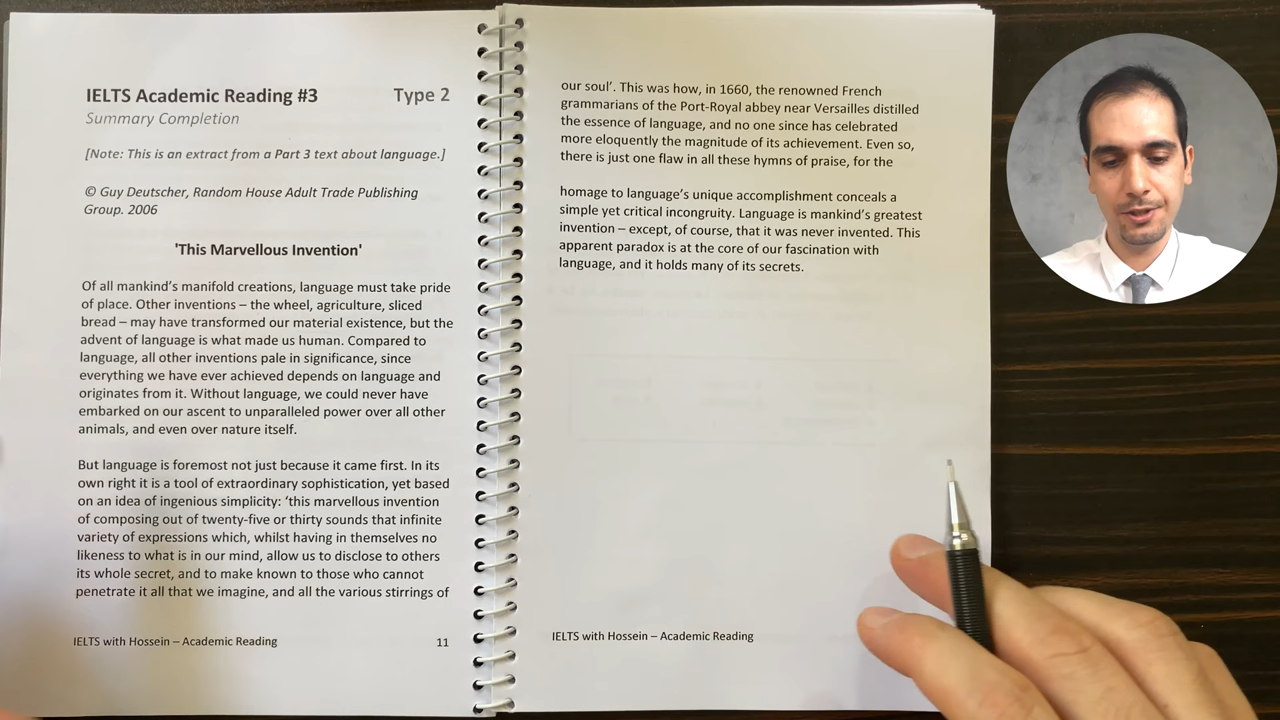 IELTS Academic Reading #3 Type 2
Summary Completion
[Note: This is an extract from a Part 3 text about language.]
© Guy Deutscher, Random House Adult Trade Publishing
Group. 2006
'This Marvellous Invention'
Of all mankind's manifold creations, language must take pride
of place. Other inventions – the wheel, agriculture, sliced
bread – may have transformed our material existence, but the
advent of language is what made us human. Compared to
language, all other inventions pale in significance, since
everything we have ever achieved depends on language and
originates from it. Without language, we could never have
embarked on our ascent to unparalleled power over all other
animals, and even over nature itself.
But language is foremost not just because it came first. In its
own right it is a tool of extraordinary sophistication, yet based
on an idea of ingenious simplicity: 'this marvellous invention
of composing out of twenty-five or thirty sounds that infinite
variety of expressions which, whilst having in themselves no
likeness to what is in our mind, allow us to disclose to others
its whole secret, and to make known to those who cannot
penetrate it all that we imagine, and all the various stirrings of
IELTS with Hossein – Academic Reading 11
our soul'. This was how, in 1660, the renowned French
grammarians of the Port-Royal abbey near Versailles distilled
the essence of language, and no one since has celebrated
more eloquently the magnitude of its achievement. Even so,
there is just one flaw in all these hymns of praise, for the
homage to language's unique accomplishment conceals a
simple yet critical incongruity. Language is mankind's greatest
invention – except, of course, that it was never invented. This
apparent paradox is at the core of our fascination with
language, and it holds many of its secrets.
IELTS with Hossein – Academic Reading